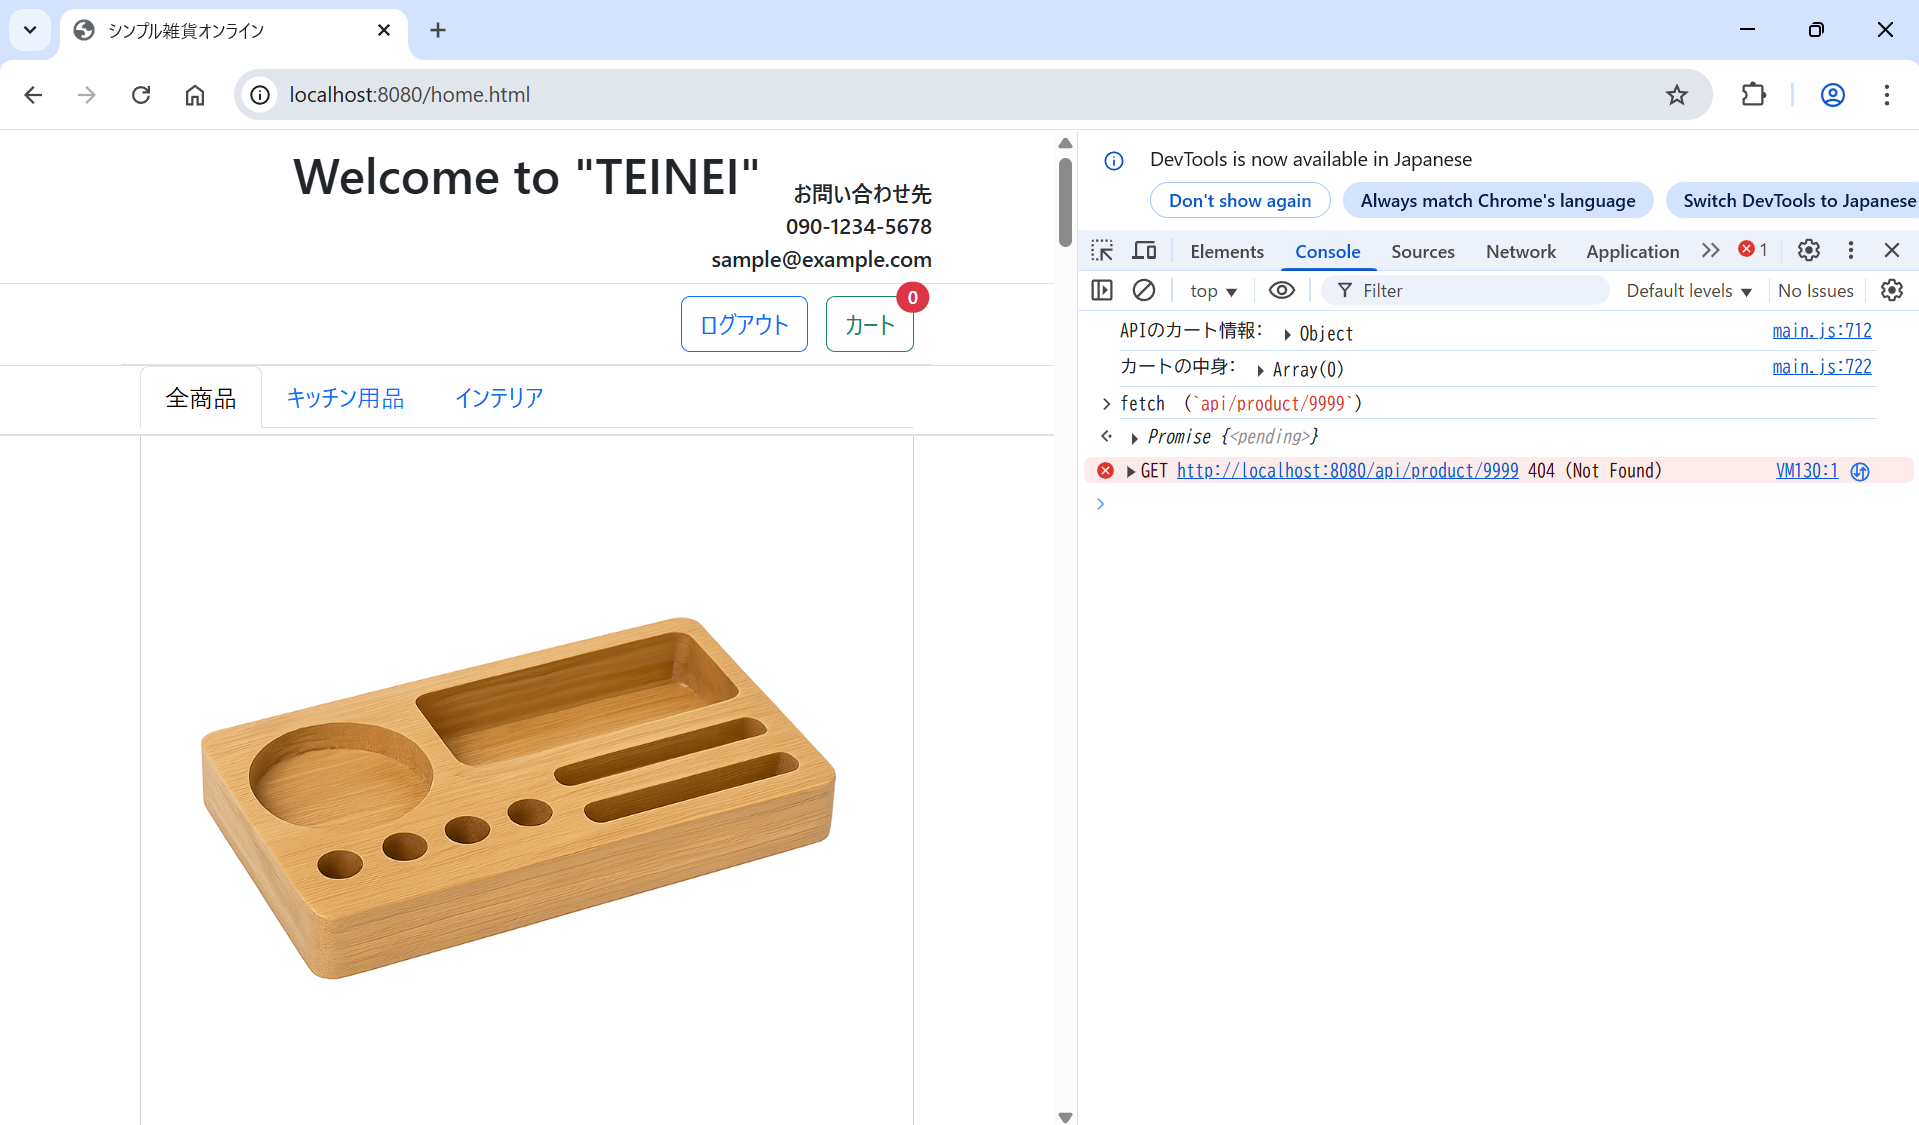 シンプル雑貨オンライン
localhost:8080/home.html
Welcome to "TEINEI"
お問い合わせ先
090-1234-5678
sample@example.com
ログアウト
カート
0
全商品
キッチン用品
インテリア
DevTools is now available in Japanese
Don't show again
Always match Chrome's language
Switch DevTools to Japanese
Elements
Console
Sources
Network
Application
1
top
Filter
Default levels
No Issues
APIのカート情報: Object main.js:712
カートの中身: Array(0) main.js:722
fetch (`api/product/9999`)
Promise {<pending>}
GET http://localhost:8080/api/product/9999 404 (Not Found) VM130:1